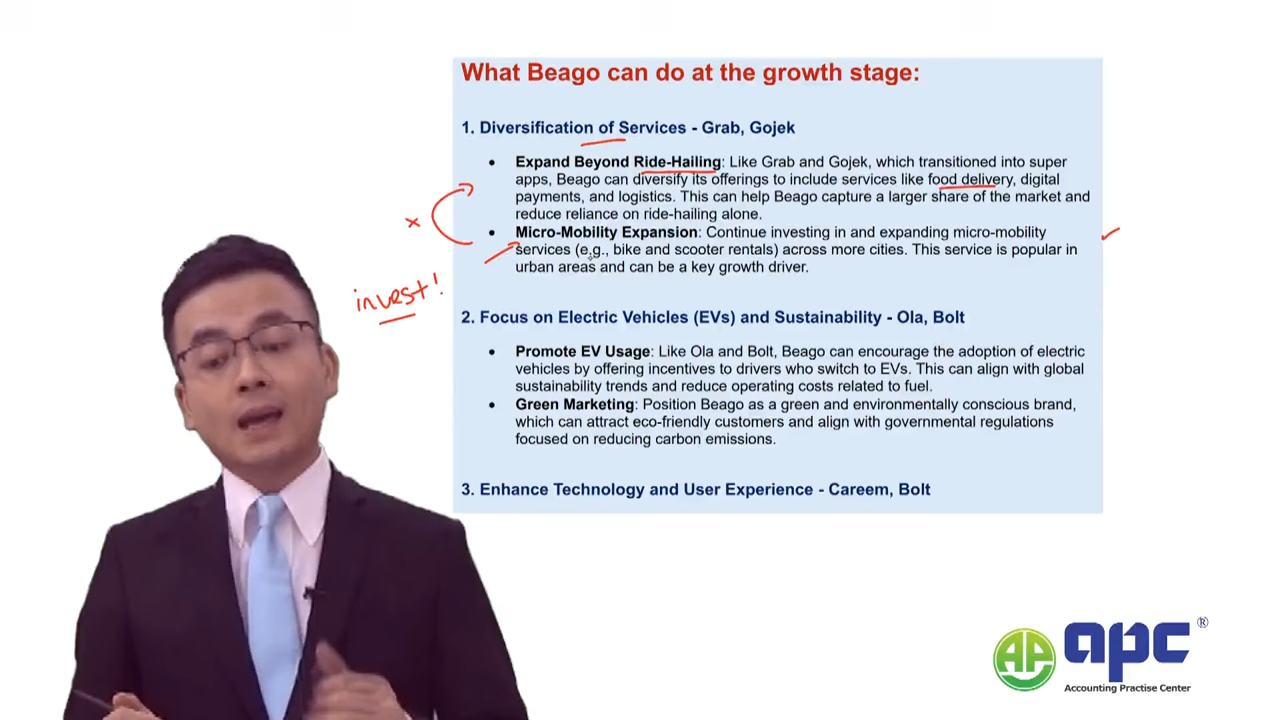 What Beago can do at the growth stage:
1. Diversification of Services - Grab, Gojek
• Expand Beyond Ride-Hailing: Like Grab and Gojek, which transitioned into super
apps, Beago can diversify its offerings to include services like food delivery, digital
payments, and logistics. This can help Beago capture a larger share of the market and
reduce reliance on ride-hailing alone.
• Micro-Mobility Expansion: Continue investing in and expanding micro-mobility
services (e.g., bike and scooter rentals) across more cities. This service is popular in
urban areas and can be a key growth driver.
invest!
2. Focus on Electric Vehicles (EVs) and Sustainability - Ola, Bolt
• Promote EV Usage: Like Ola and Bolt, Beago can encourage the adoption of electric
vehicles by offering incentives to drivers who switch to EVs. This can align with global
sustainability trends and reduce operating costs related to fuel.
• Green Marketing: Position Beago as a green and environmentally conscious brand,
which can attract eco-friendly customers and align with governmental regulations
focused on reducing carbon emissions.
3. Enhance Technology and User Experience - Careem, Bolt
AP apc ®
Accounting Practise Center